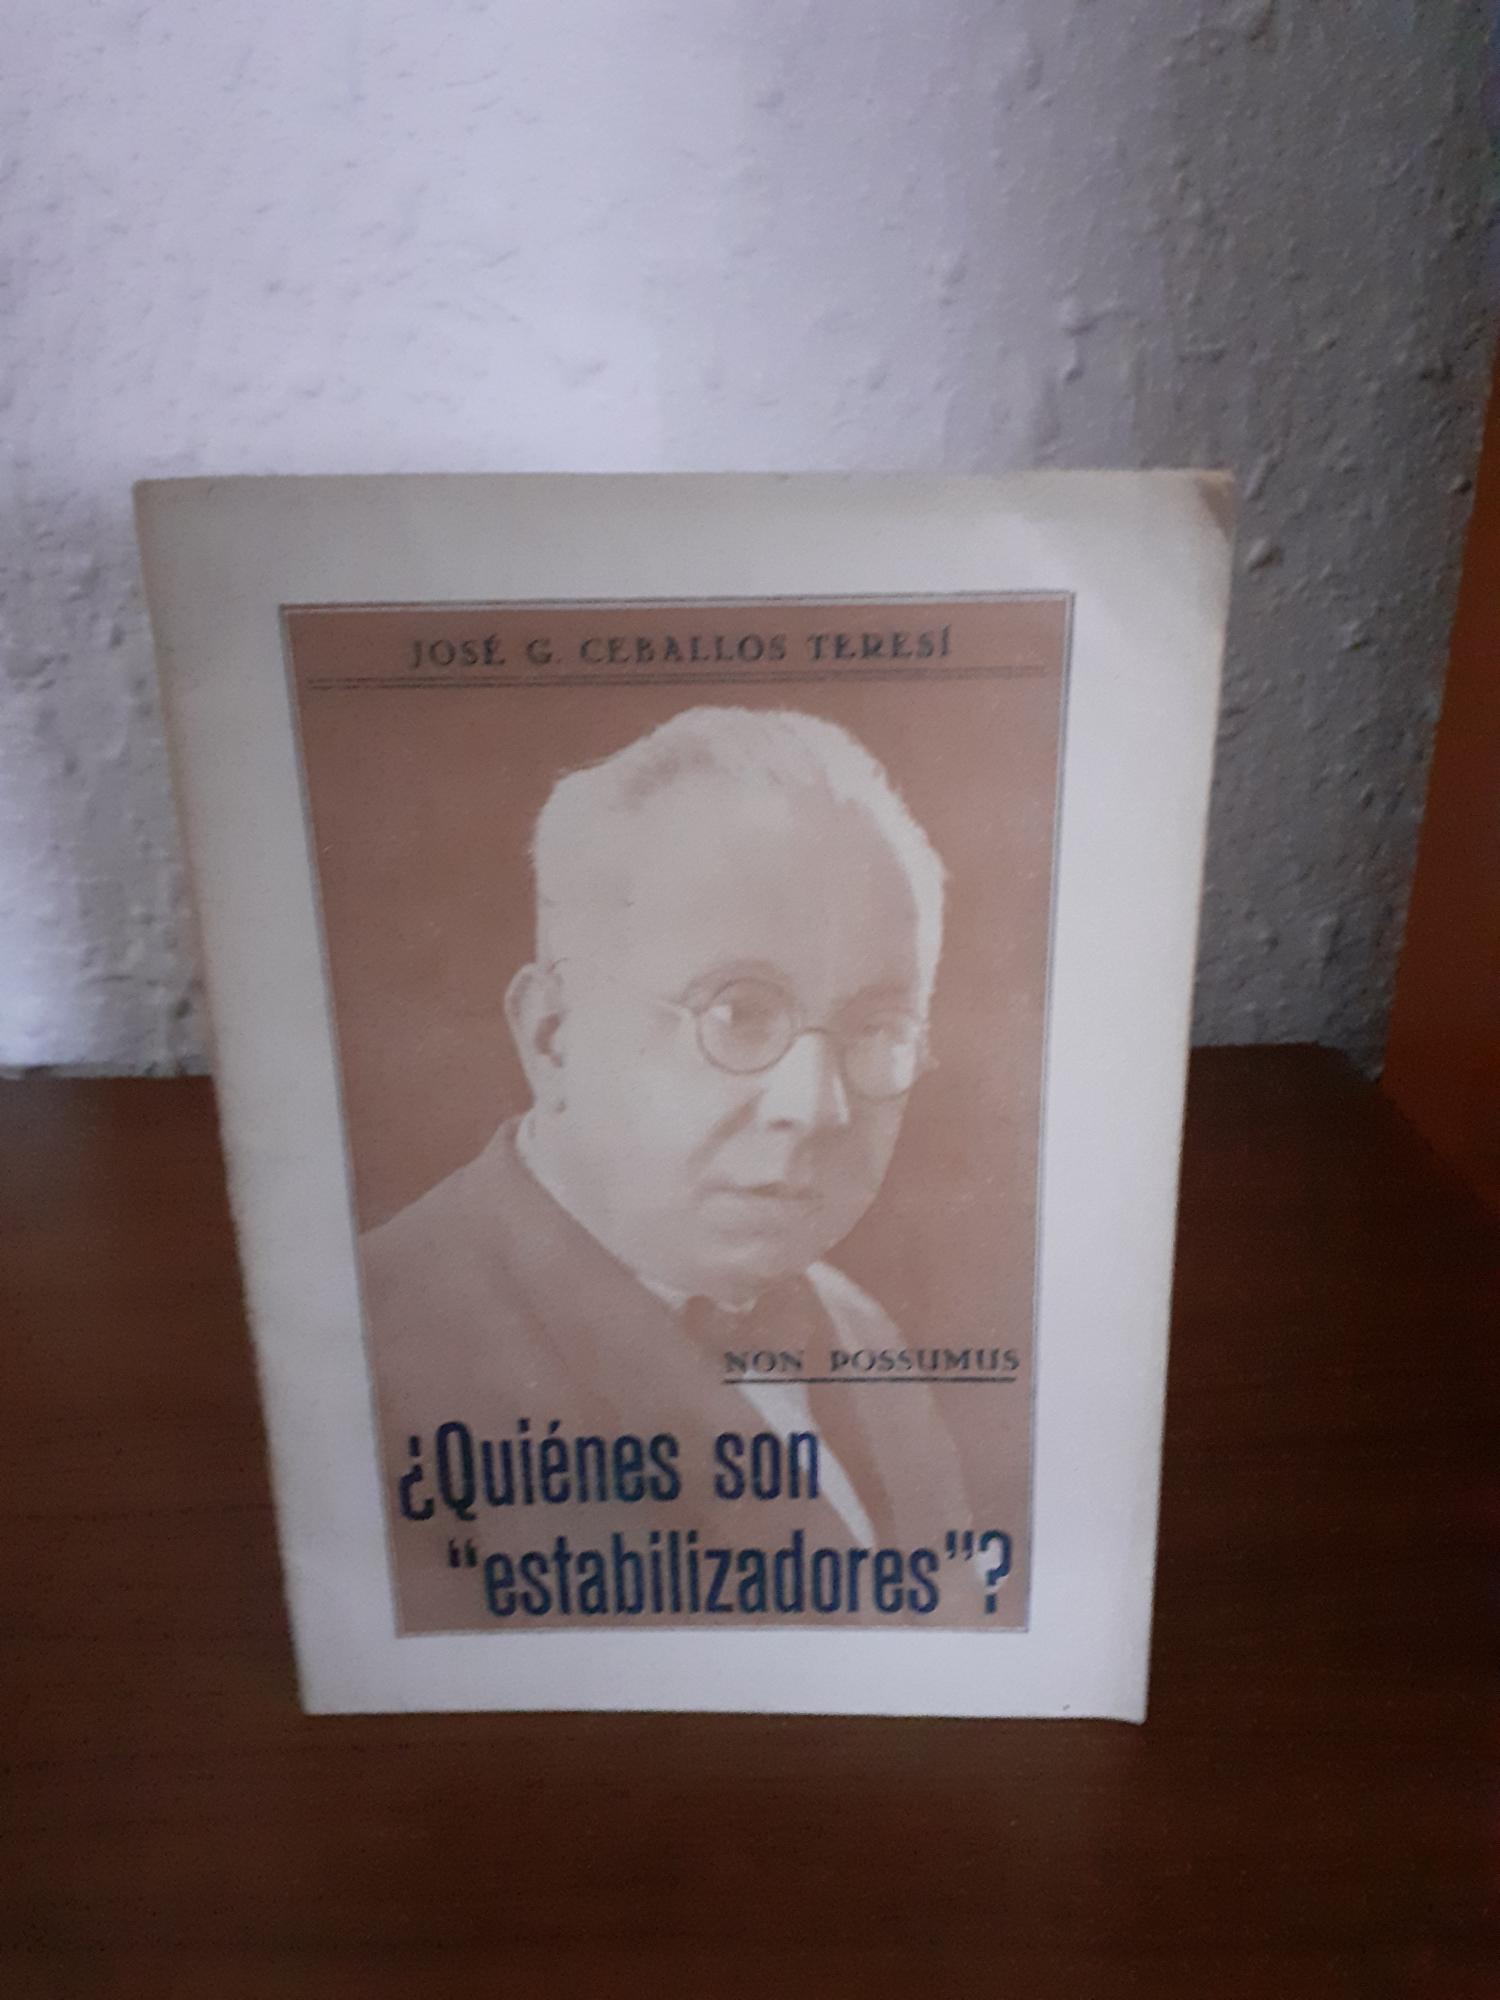 JOSÉ G. CEBALLOS TERESÍ
NON POSSUMUS
¿Quiénes son
“estabilizadores”?